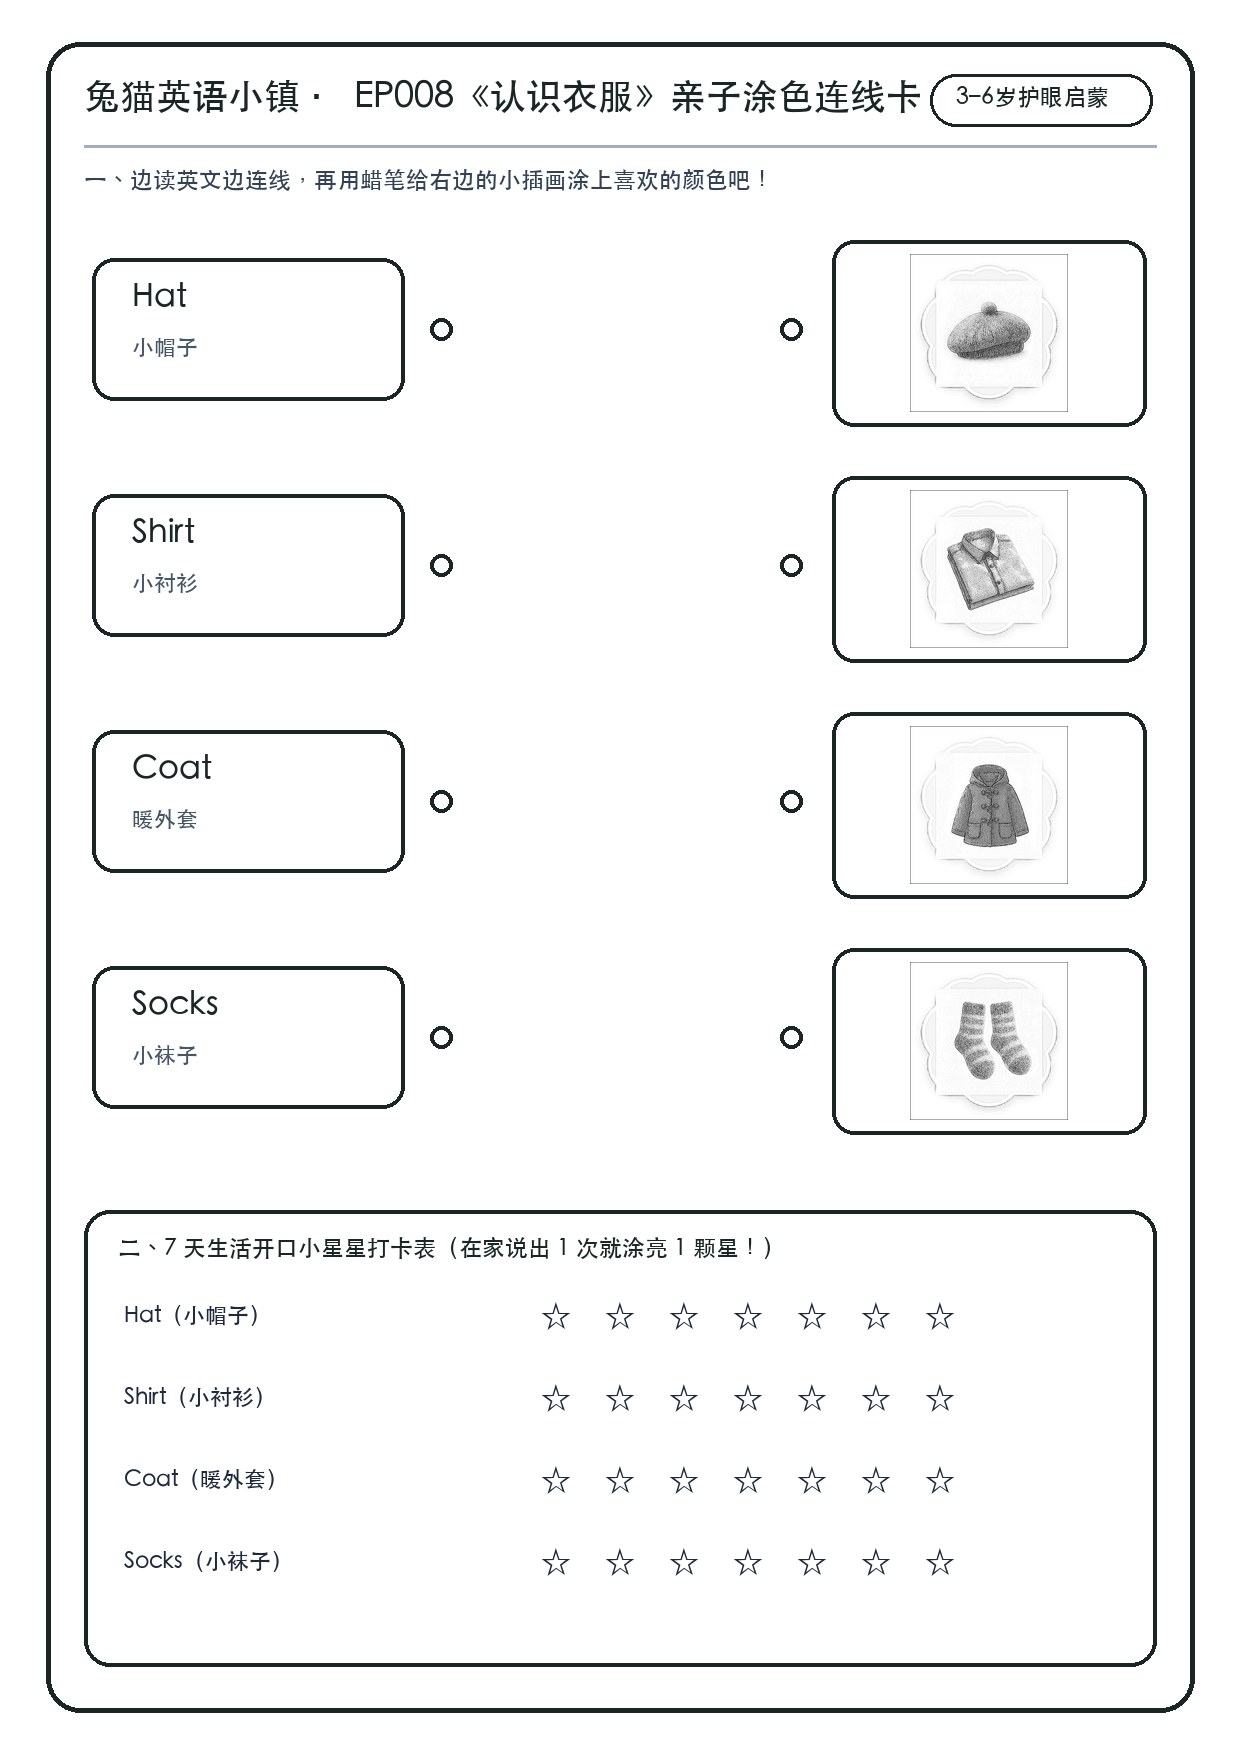 兔猫英语小镇· EP008《认识衣服》亲子涂色连线卡
3-6岁护眼启蒙
一、边读英文边连线，再用蜡笔给右边的小插画涂上喜欢的颜色吧！
Hat
小帽子
Shirt
小衬衫
Coat
暖外套
Socks
小袜子
二、7 天生活开口小星星打卡表（在家说出 1 次就涂亮 1 颗星！）
Hat（小帽子） ☆ ☆ ☆ ☆ ☆ ☆ ☆
Shirt（小衬衫） ☆ ☆ ☆ ☆ ☆ ☆ ☆
Coat（暖外套） ☆ ☆ ☆ ☆ ☆ ☆ ☆
Socks（小袜子） ☆ ☆ ☆ ☆ ☆ ☆ ☆